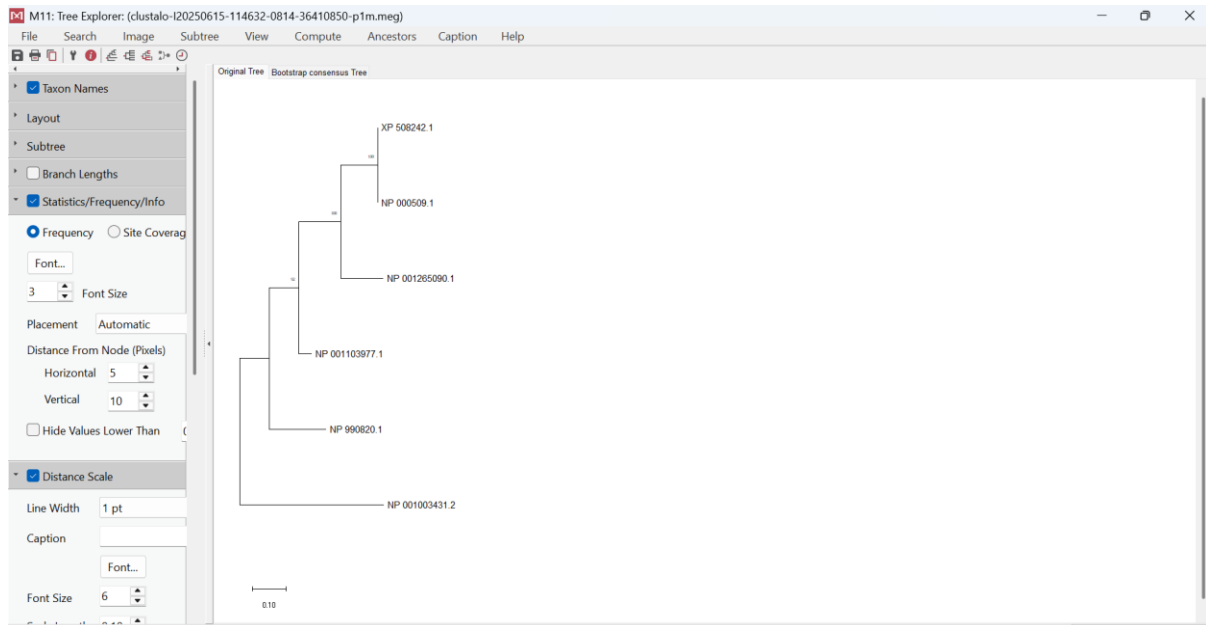 M11: Tree Explorer: (clustalo-I20250615-114632-0814-36410850-p1m.meg)
File Search Image Subtree View Compute Ancestors Caption Help
Original Tree Bootstrap consensus Tree
Taxon Names
Layout
Subtree
Branch Lengths
Statistics/Frequency/Info
Frequency Site Coverag
Font...
3 Font Size
Placement Automatic
Distance From Node (Pixels)
Horizontal 5
Vertical 10
Hide Values Lower Than
Distance Scale
Line Width 1 pt
Caption
Font...
Font Size 6
XP 508242.1
NP 000509.1
NP 001265090.1
NP 001103977.1
NP 990820.1
NP 001003431.2
0.10